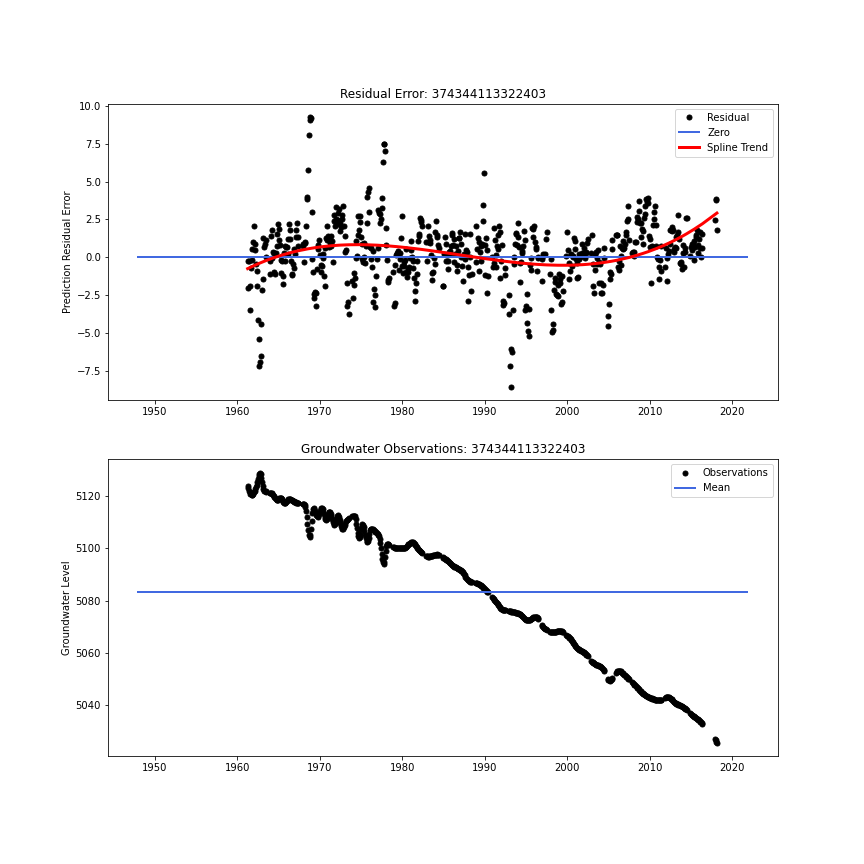 Residual Error: 374344113322403
10.0
7.5
5.0
2.5
0.0
−2.5
−5.0
−7.5
Prediction Residual Error
Residual
Zero
Spline Trend
1950 1960 1970 1980 1990 2000 2010 2020
Groundwater Observations: 374344113322403
5120
5100
5080
5060
5040
Groundwater Level
Observations
Mean
1950 1960 1970 1980 1990 2000 2010 2020